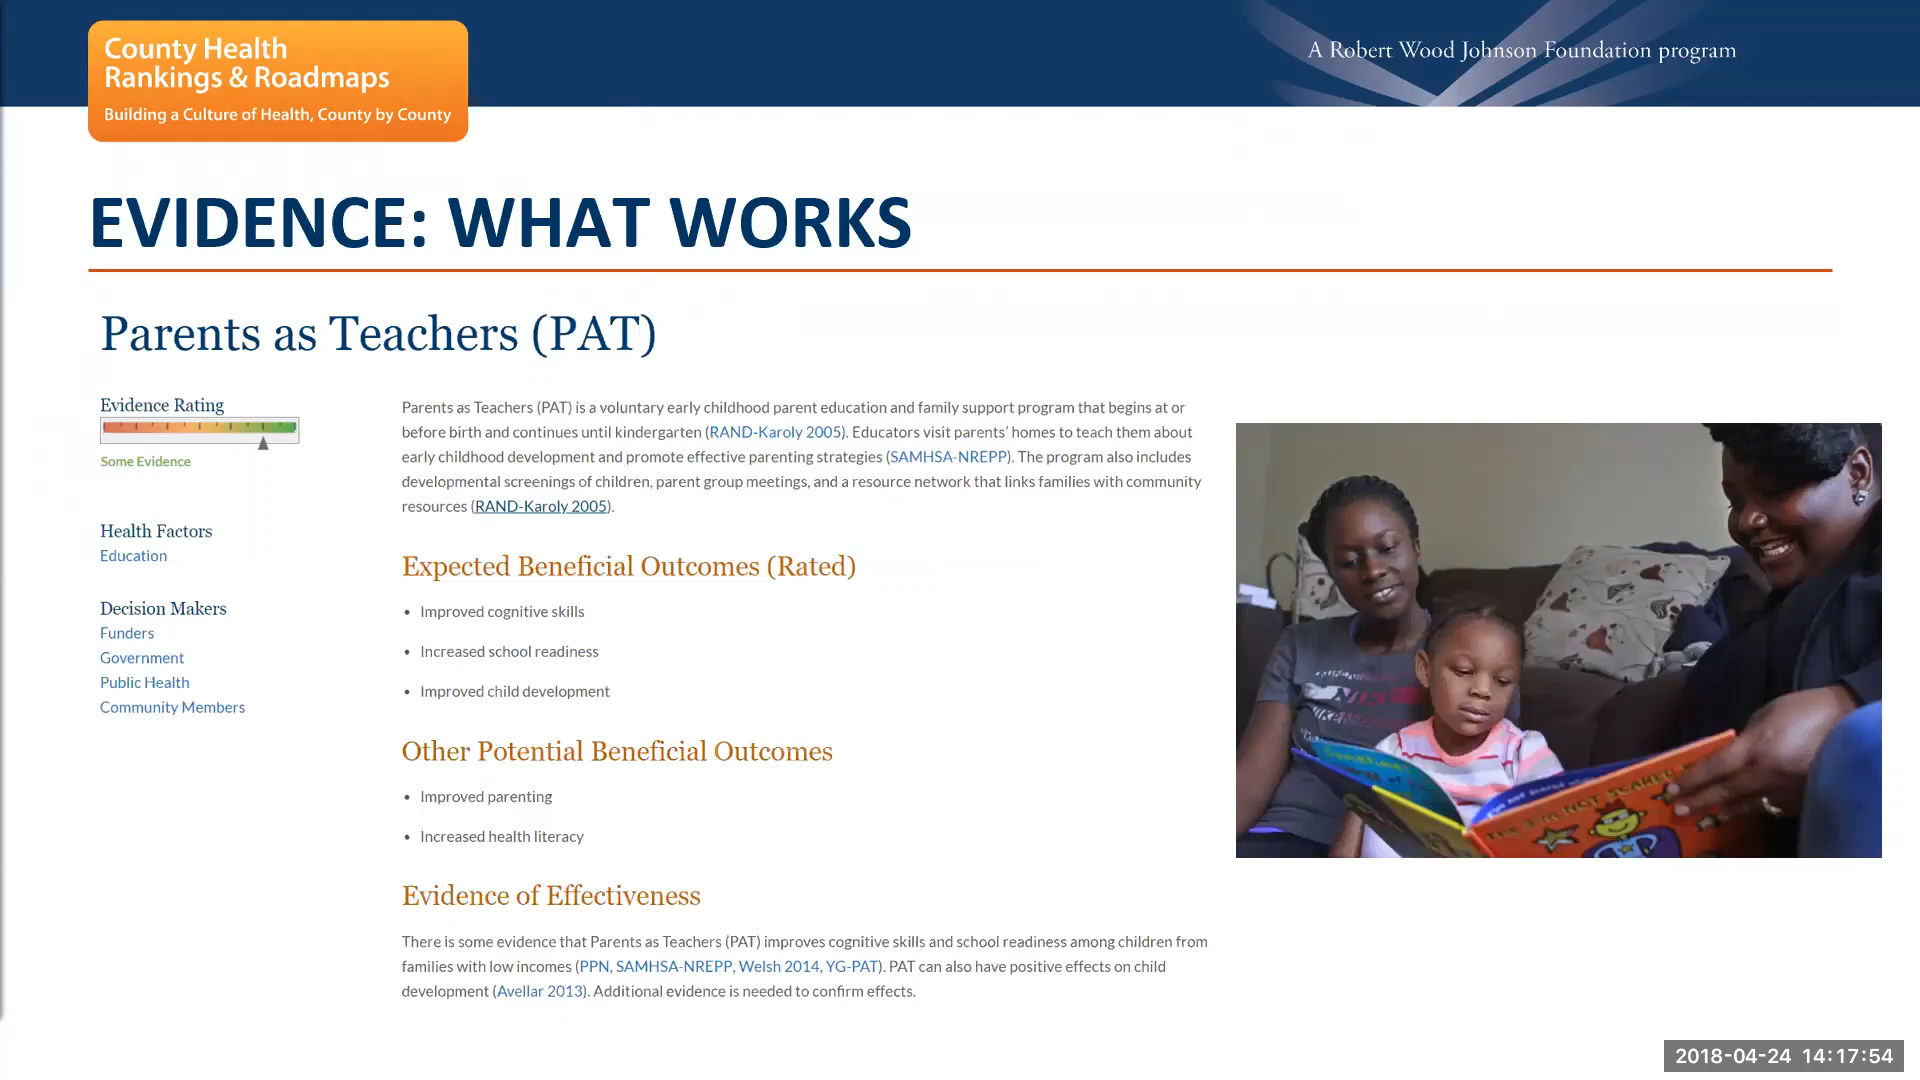 County Health
Rankings & Roadmaps
Building a Culture of Health, County by County
A Robert Wood Johnson Foundation program
EVIDENCE: WHAT WORKS
Parents as Teachers (PAT)
Evidence Rating
Some Evidence
Health Factors
Education
Decision Makers
Funders
Government
Public Health
Community Members
Parents as Teachers (PAT) is a voluntary early childhood parent education and family support program that begins at or
before birth and continues until kindergarten (RAND-Karoly 2005). Educators visit parents' homes to teach them about
early childhood development and promote effective parenting strategies (SAMHSA-NREPP). The program also includes
developmental screenings of children, parent group meetings, and a resource network that links families with community
resources (RAND-Karoly 2005).
Expected Beneficial Outcomes (Rated)
• Improved cognitive skills
• Increased school readiness
• Improved child development
Other Potential Beneficial Outcomes
• Improved parenting
• Increased health literacy
Evidence of Effectiveness
There is some evidence that Parents as Teachers (PAT) improves cognitive skills and school readiness among children from
families with low incomes (PPN, SAMHSA-NREPP, Welsh 2014, YG-PAT). PAT can also have positive effects on child
development (Avellar 2013). Additional evidence is needed to confirm effects.
2018-04-24 14:17:54